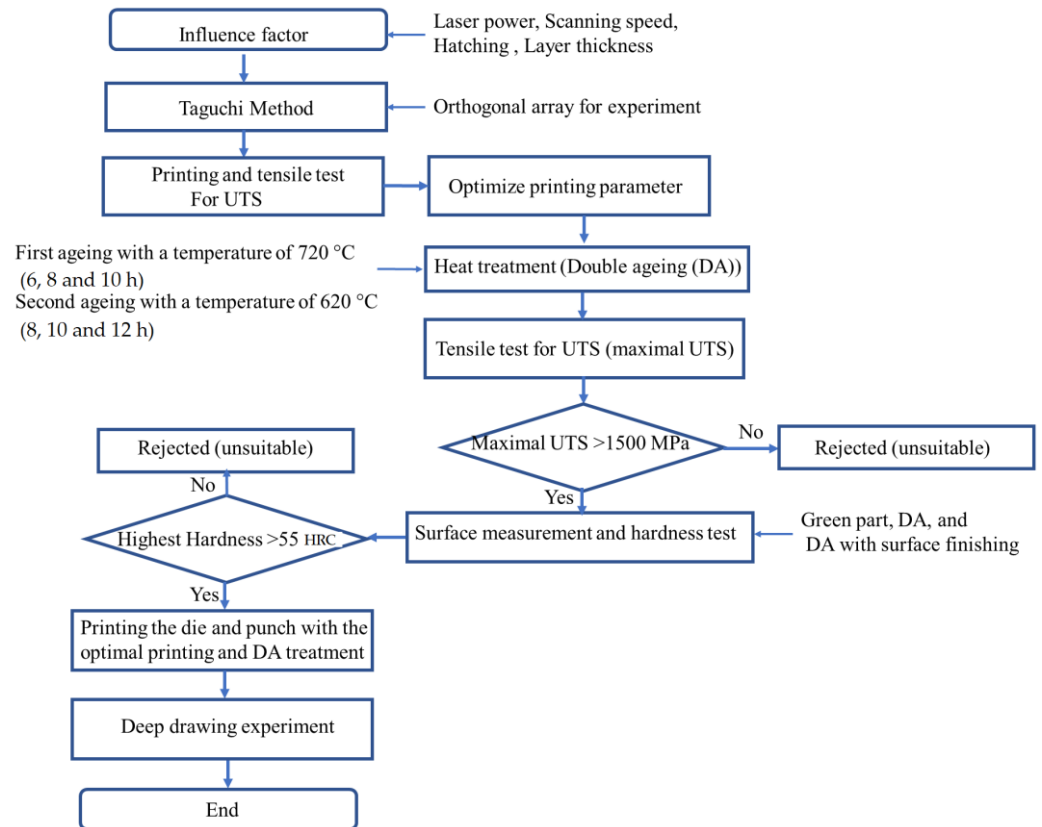 Influence factor
Laser power, Scanning speed,
Hatching , Layer thickness
Taguchi Method
Orthogonal array for experiment
Printing and tensile test
For UTS
Optimize printing parameter
First ageing with a temperature of 720 °C
(6, 8 and 10 h)
Second ageing with a temperature of 620 °C
(8, 10 and 12 h)
Heat treatment (Double ageing (DA))
Tensile test for UTS (maximal UTS)
Maximal UTS >1500 MPa
No
Rejected (unsuitable)
Yes
Surface measurement and hardness test
Green part, DA, and
DA with surface finishing
Highest Hardness >55 HRC
No
Rejected (unsuitable)
Yes
Printing the die and punch with the
optimal printing and DA treatment
Deep drawing experiment
End